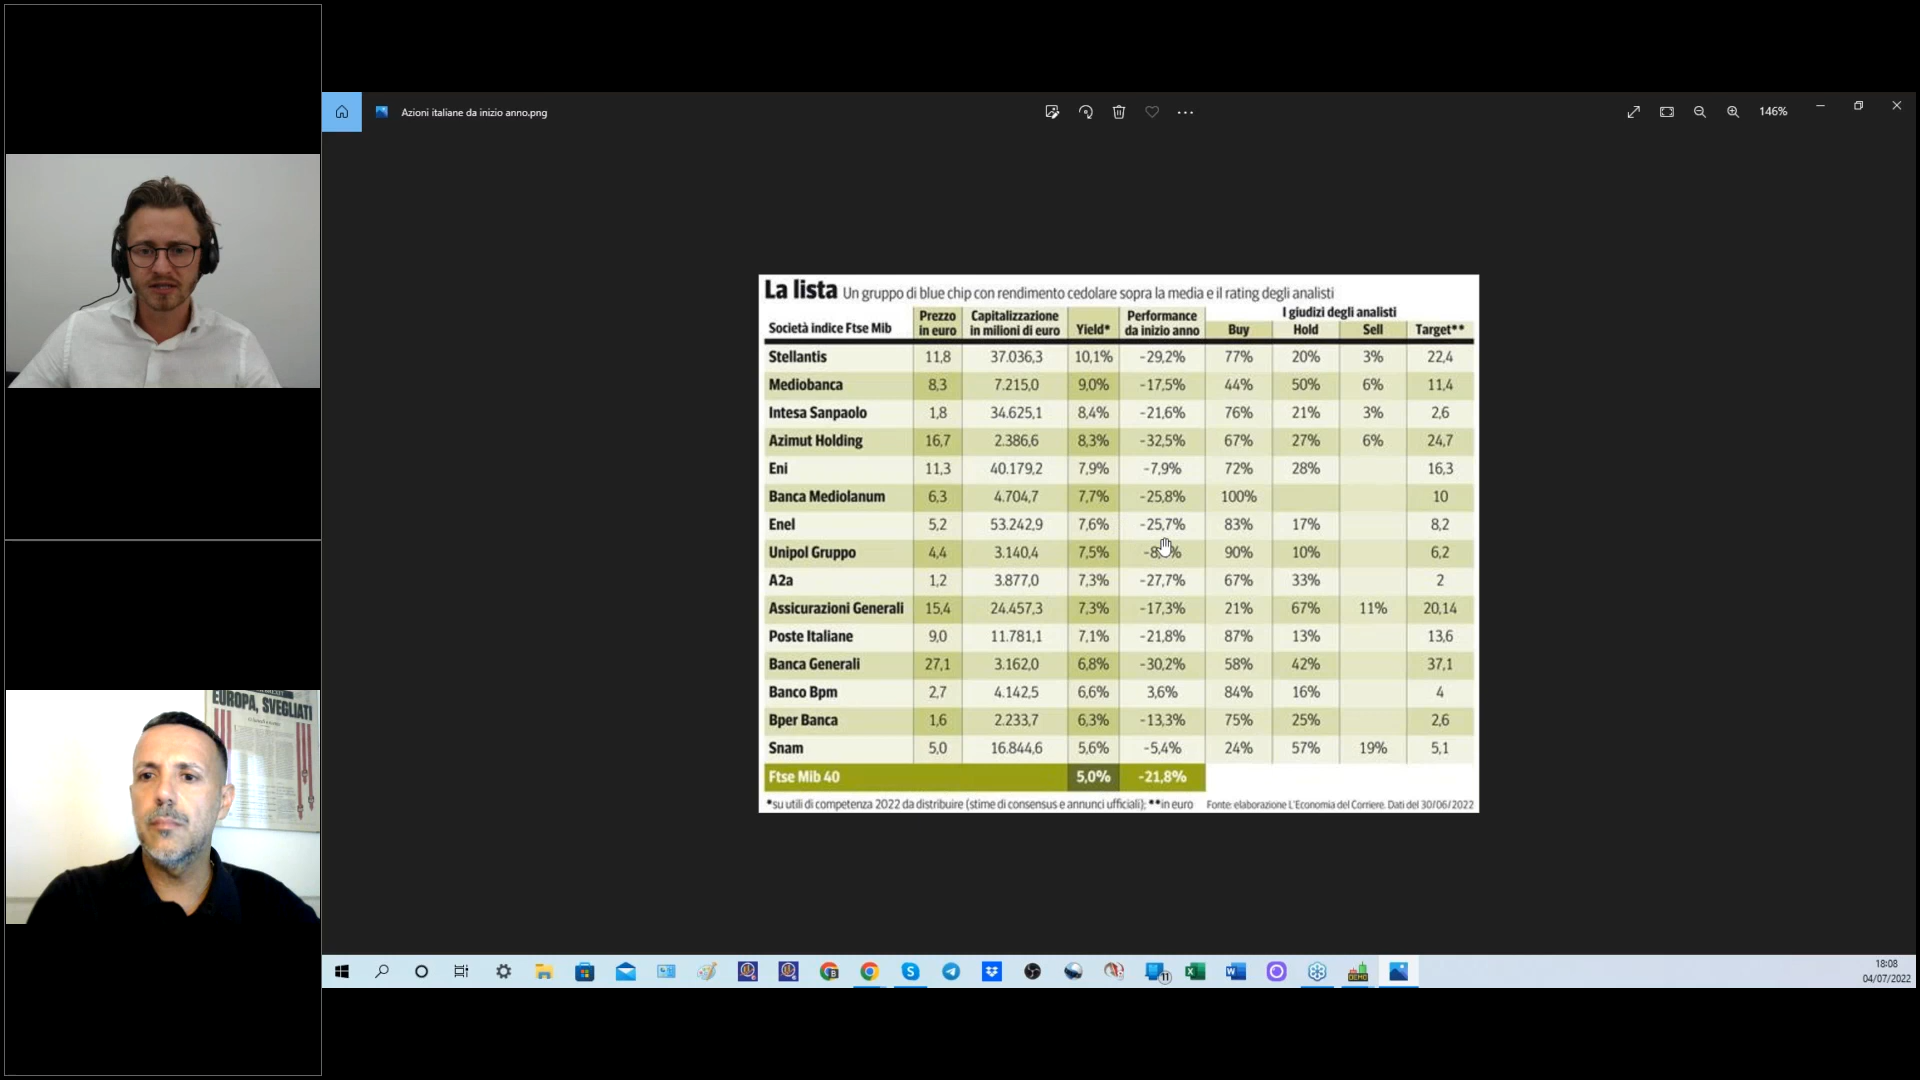 Azioni italiane da inizio anno.png
146%
La lista Un gruppo di blue chip con rendimento cedolare sopra la media e il rating degli analisti
Società indice Ftse Mib Prezzo in euro Capitalizzazione in milioni di euro Yield* Performance da inizio anno I giudizi degli analisti Buy Hold Sell Target**
Stellantis 11,8 37.036,3 10,1% -29,2% 77% 20% 3% 22,4
Mediobanca 8,3 7.215,0 9,0% -17,5% 44% 50% 6% 11,4
Intesa Sanpaolo 1,8 34.625,1 8,4% -21,6% 76% 21% 3% 2,6
Azimut Holding 16,7 2.386,6 8,3% -32,5% 67% 27% 6% 24,7
Eni 11,3 40.179,2 7,9% -7,9% 72% 28% 16,3
Banca Mediolanum 6,3 4.704,7 7,7% -25,8% 100% 10
Enel 5,2 53.242,9 7,6% -25,7% 83% 17% 8,2
Unipol Gruppo 4,4 3.140,4 7,5% 90% 10% 6,2
A2a 1,2 3.877,0 7,3% -27,7% 67% 33% 2
Assicurazioni Generali 15,4 24.457,3 7,3% -17,3% 21% 67% 11% 20,14
Poste Italiane 9,0 11.781,1 7,1% -21,8% 87% 13% 13,6
Banca Generali 27,1 3.162,0 6,8% -30,2% 58% 42% 37,1
Banco Bpm 2,7 4.142,5 6,6% 3,6% 84% 16% 4
Bper Banca 1,6 2.233,7 6,3% -13,3% 75% 25% 2,6
Snam 5,0 16.844,6 5,6% -5,4% 24% 57% 19% 5,1
Ftse Mib 40 5,0% -21,8%
*su utili di competenza 2022 da distribuire (stime di consensus e annunci ufficiali); **in euro Fonte: elaborazione L'Economia del Corriere. Dati del 30/06/2022
EUROPA, SVEGLIATI
11
DEMO
18:08
04/07/2022